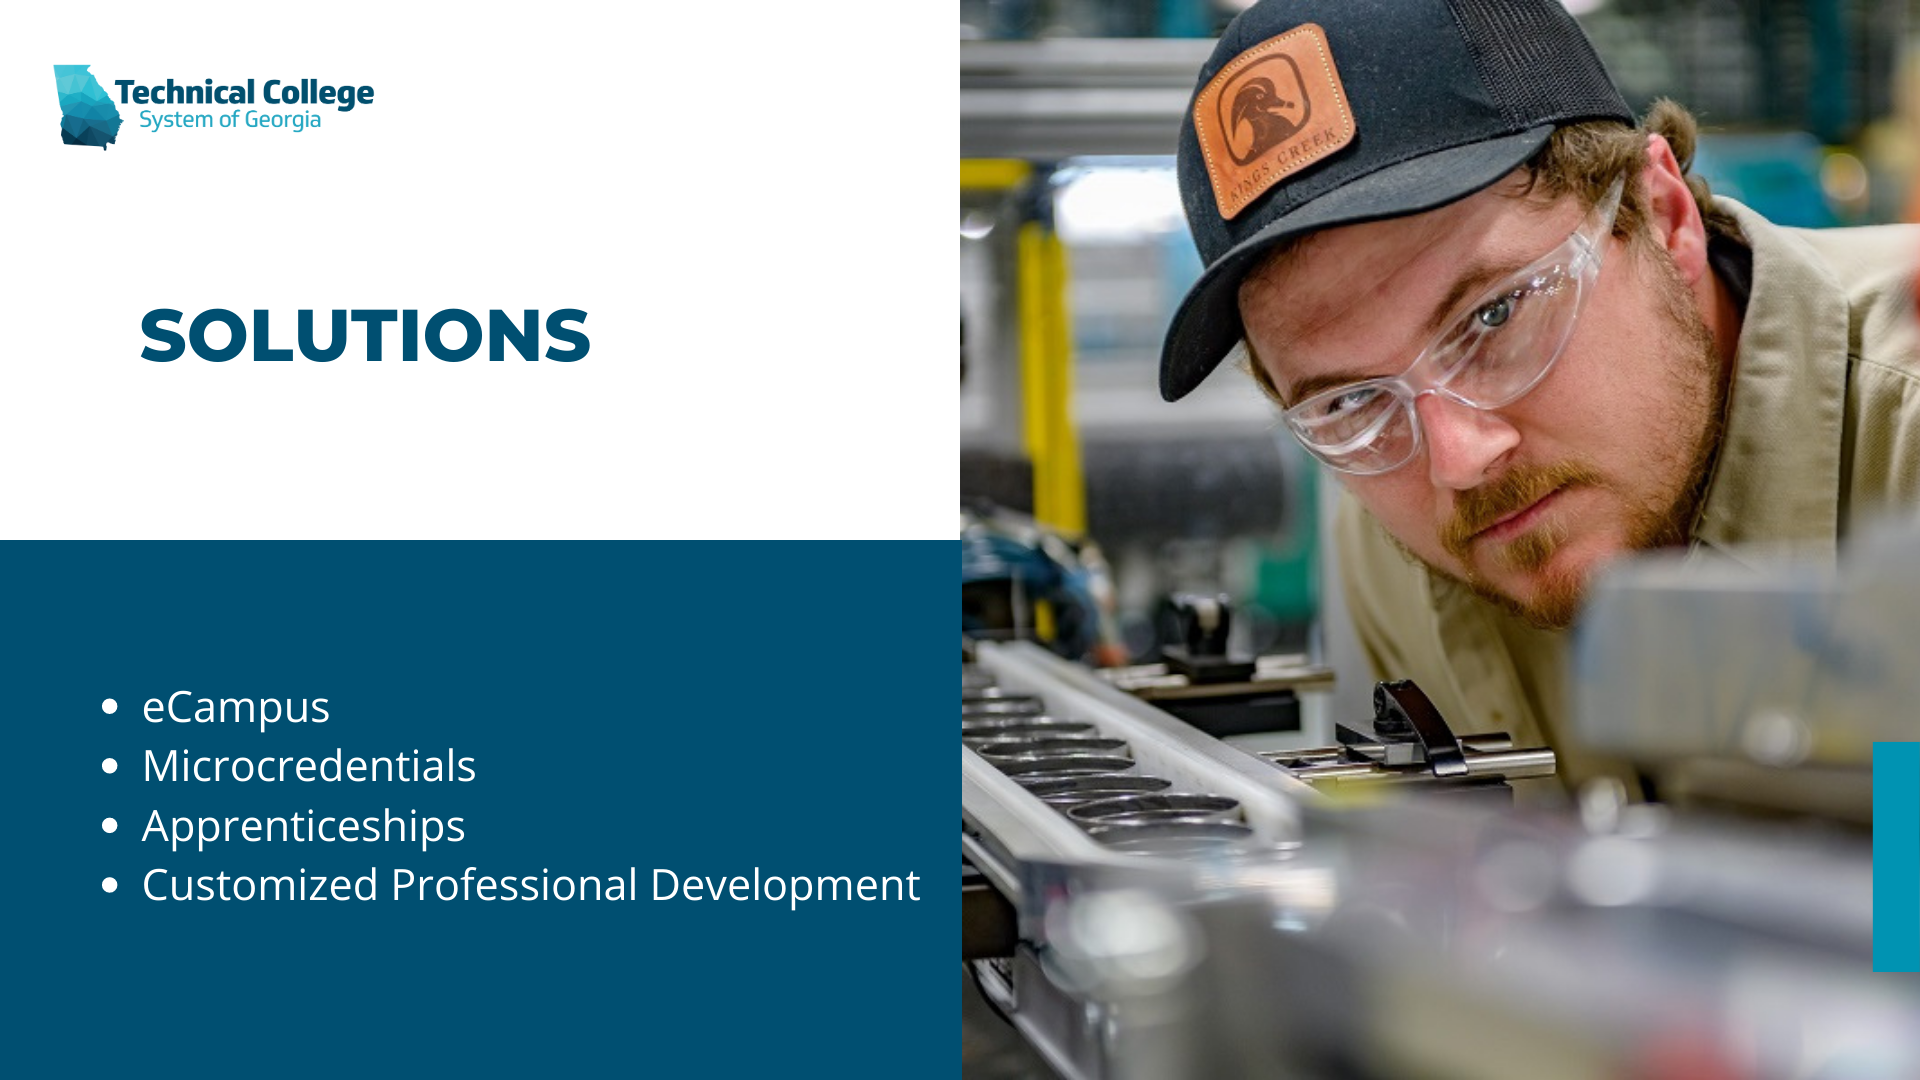 Technical College
System of Georgia
SOLUTIONS
• eCampus
• Microcredentials
• Apprenticeships
• Customized Professional Development
KINGS CREEK